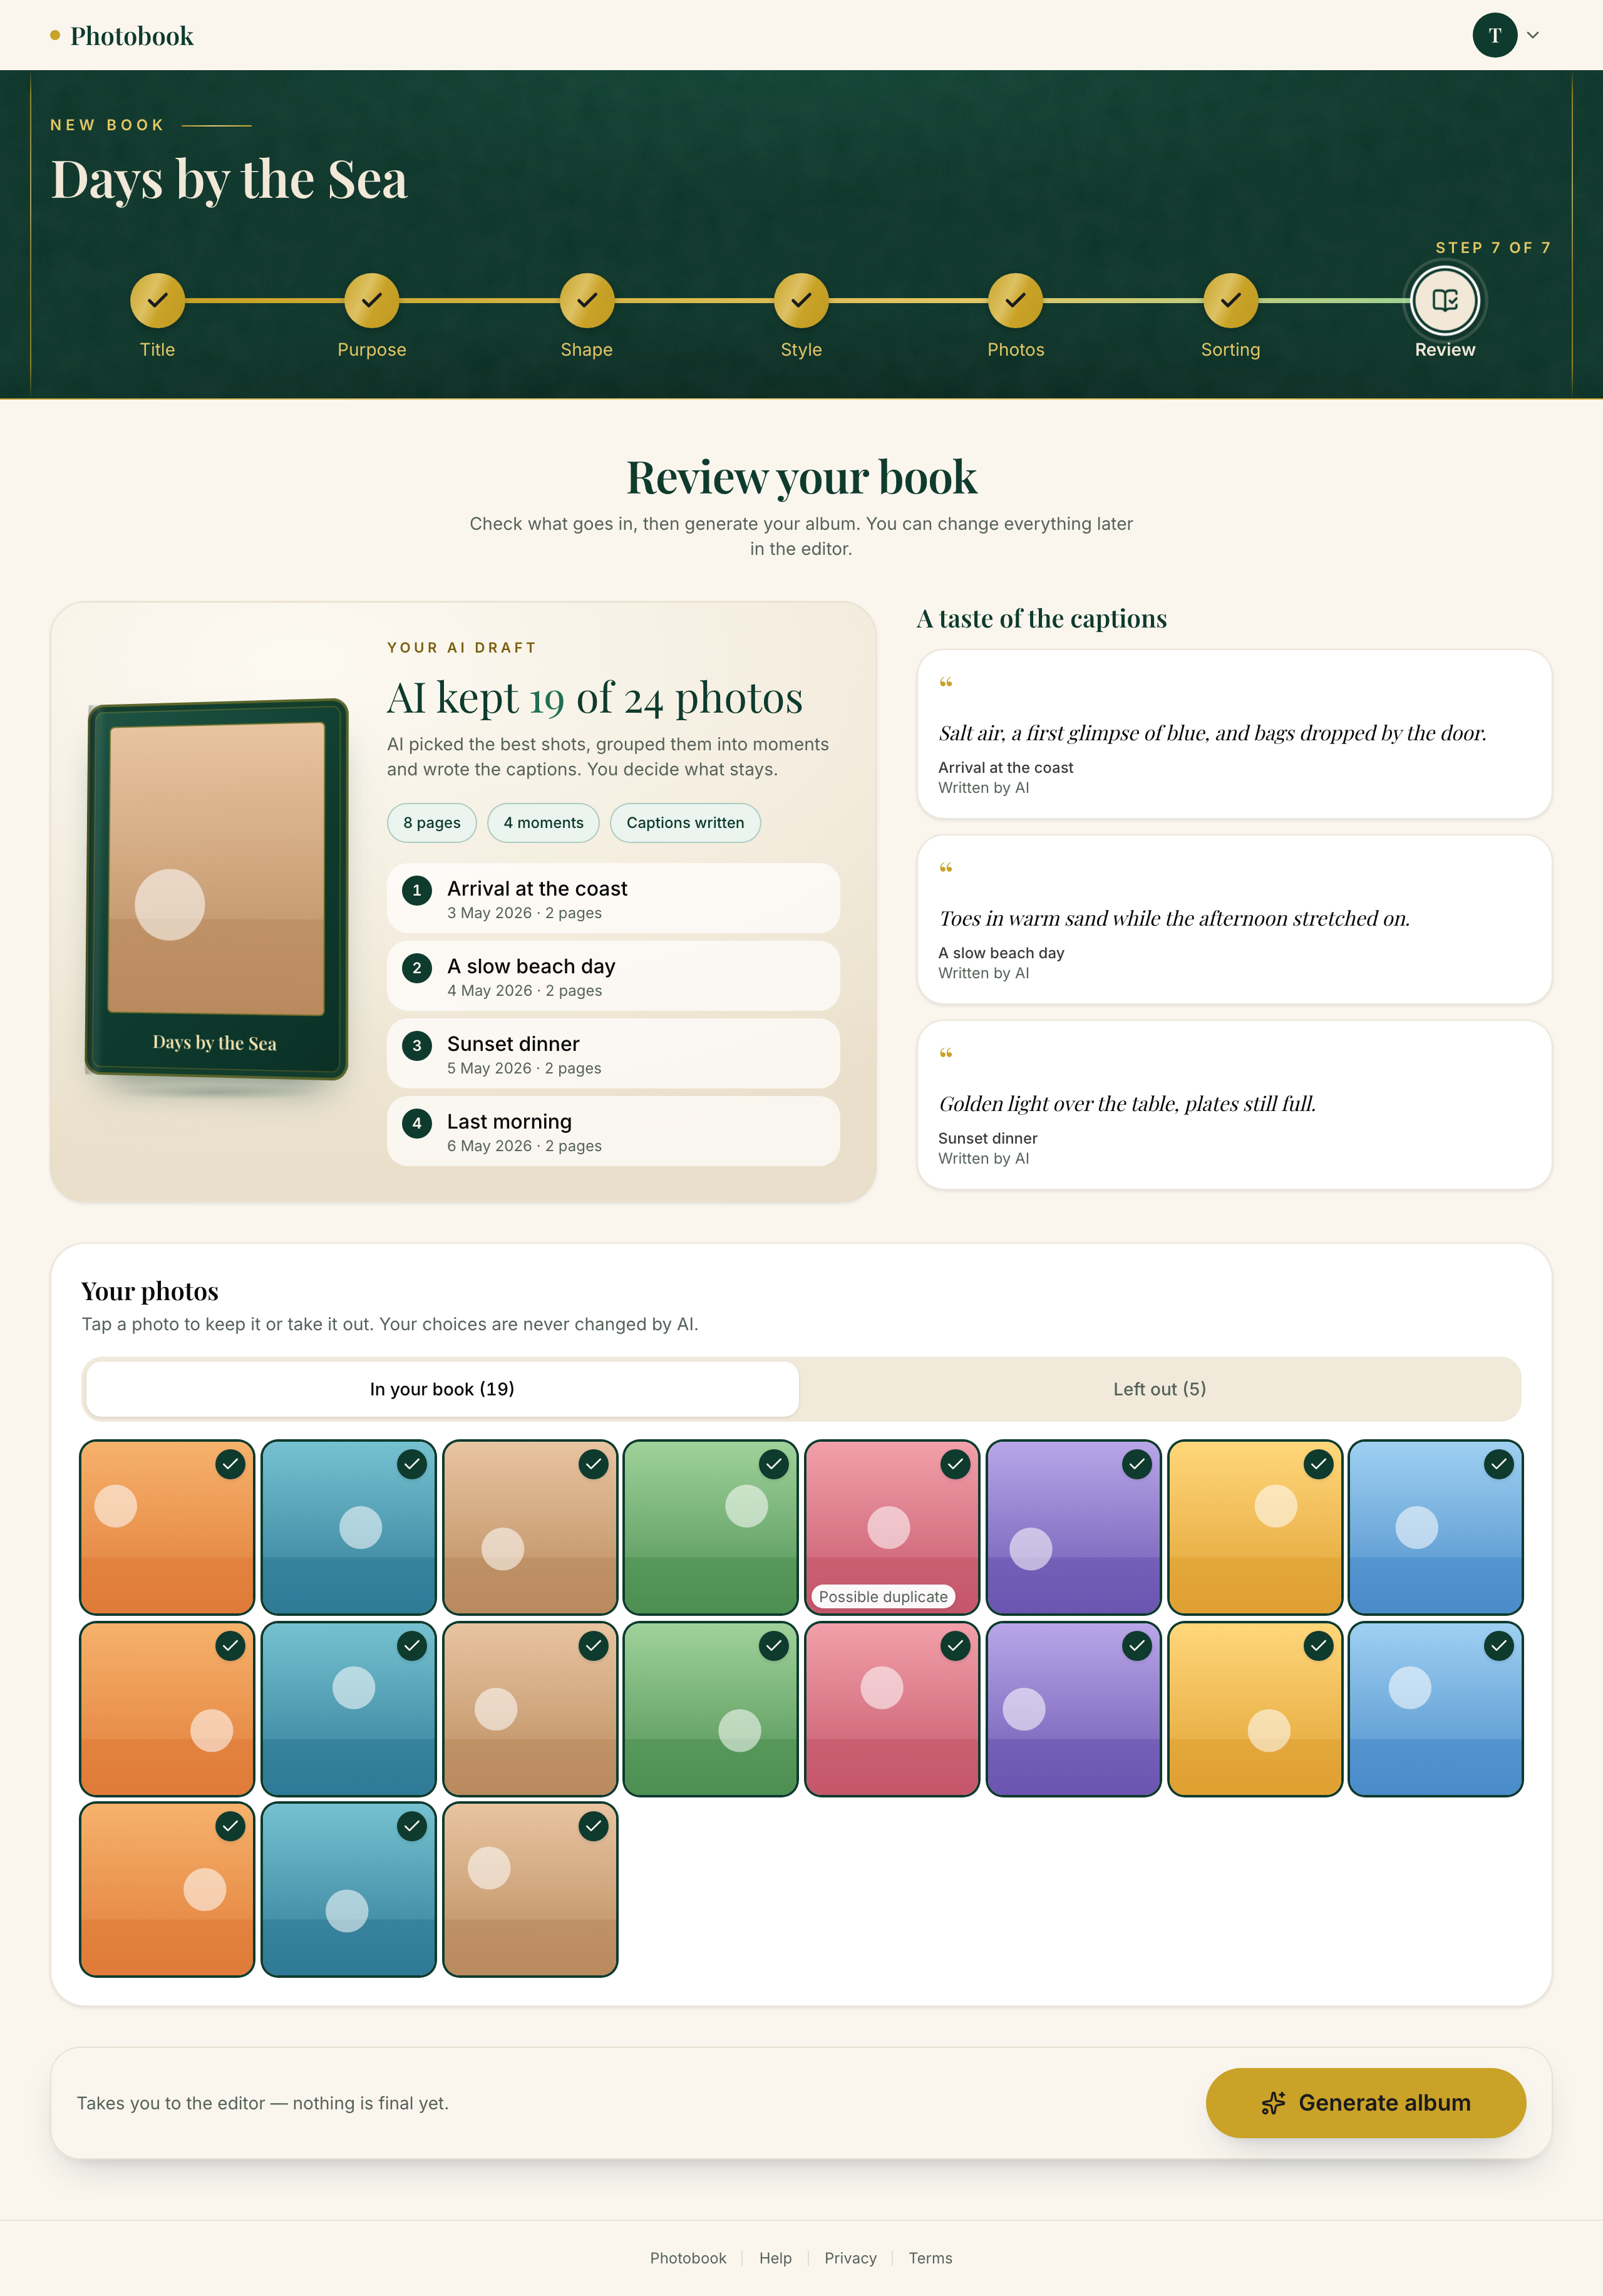 Photobook
T
NEW BOOK
Days by the Sea
STEP 7 OF 7
Title
Purpose
Shape
Style
Photos
Sorting
Review
Review your book
Check what goes in, then generate your album. You can change everything later
in the editor.
YOUR AI DRAFT
AI kept 19 of 24 photos
AI picked the best shots, grouped them into moments
and wrote the captions. You decide what stays.
8 pages
4 moments
Captions written
1
Arrival at the coast
3 May 2026 · 2 pages
2
A slow beach day
4 May 2026 · 2 pages
3
Sunset dinner
5 May 2026 · 2 pages
4
Last morning
6 May 2026 · 2 pages
Days by the Sea
A taste of the captions
“
Salt air, a first glimpse of blue, and bags dropped by the door.
Arrival at the coast
Written by AI
“
Toes in warm sand while the afternoon stretched on.
A slow beach day
Written by AI
“
Golden light over the table, plates still full.
Sunset dinner
Written by AI
Your photos
Tap a photo to keep it or take it out. Your choices are never changed by AI.
In your book (19)
Left out (5)
Possible duplicate
Takes you to the editor — nothing is final yet.
Generate album
Photobook
Help
Privacy
Terms